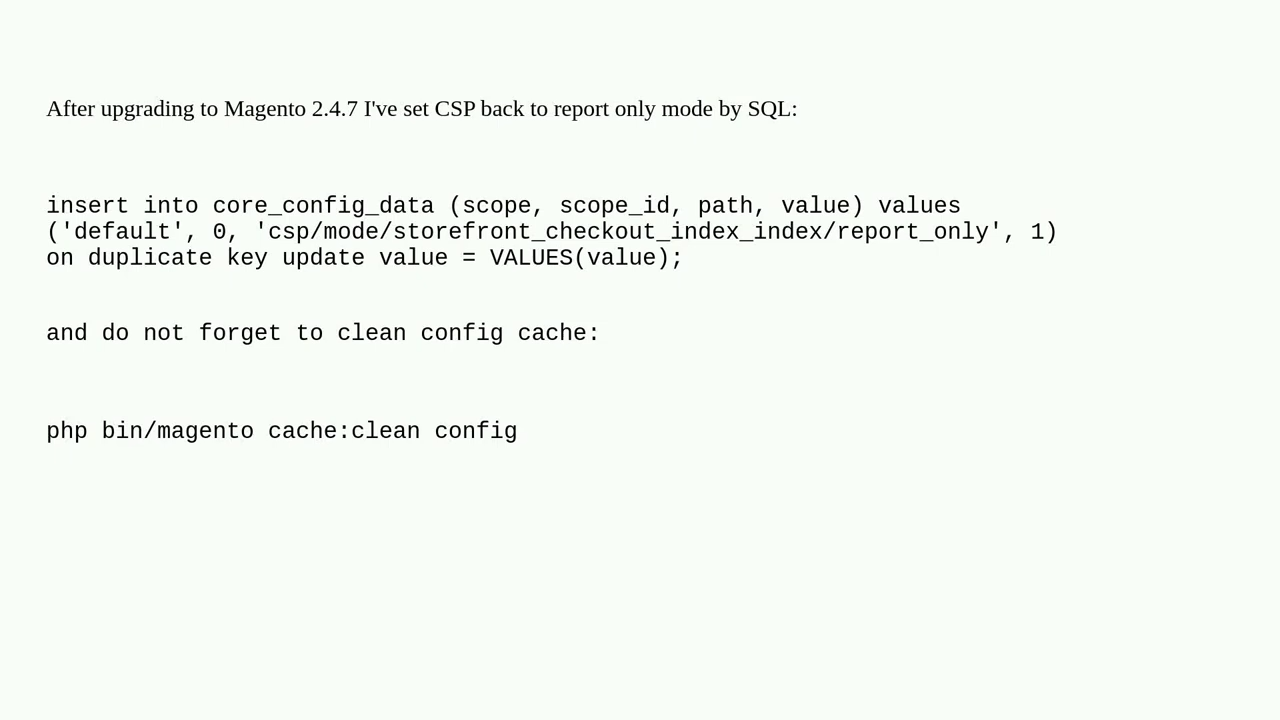 After upgrading to Magento 2.4.7 I've set CSP back to report only mode by SQL:
insert into core_config_data (scope, scope_id, path, value) values
('default', 0, 'csp/mode/storefront_checkout_index_index/report_only', 1)
on duplicate key update value = VALUES(value);
and do not forget to clean config cache:
php bin/magento cache:clean config